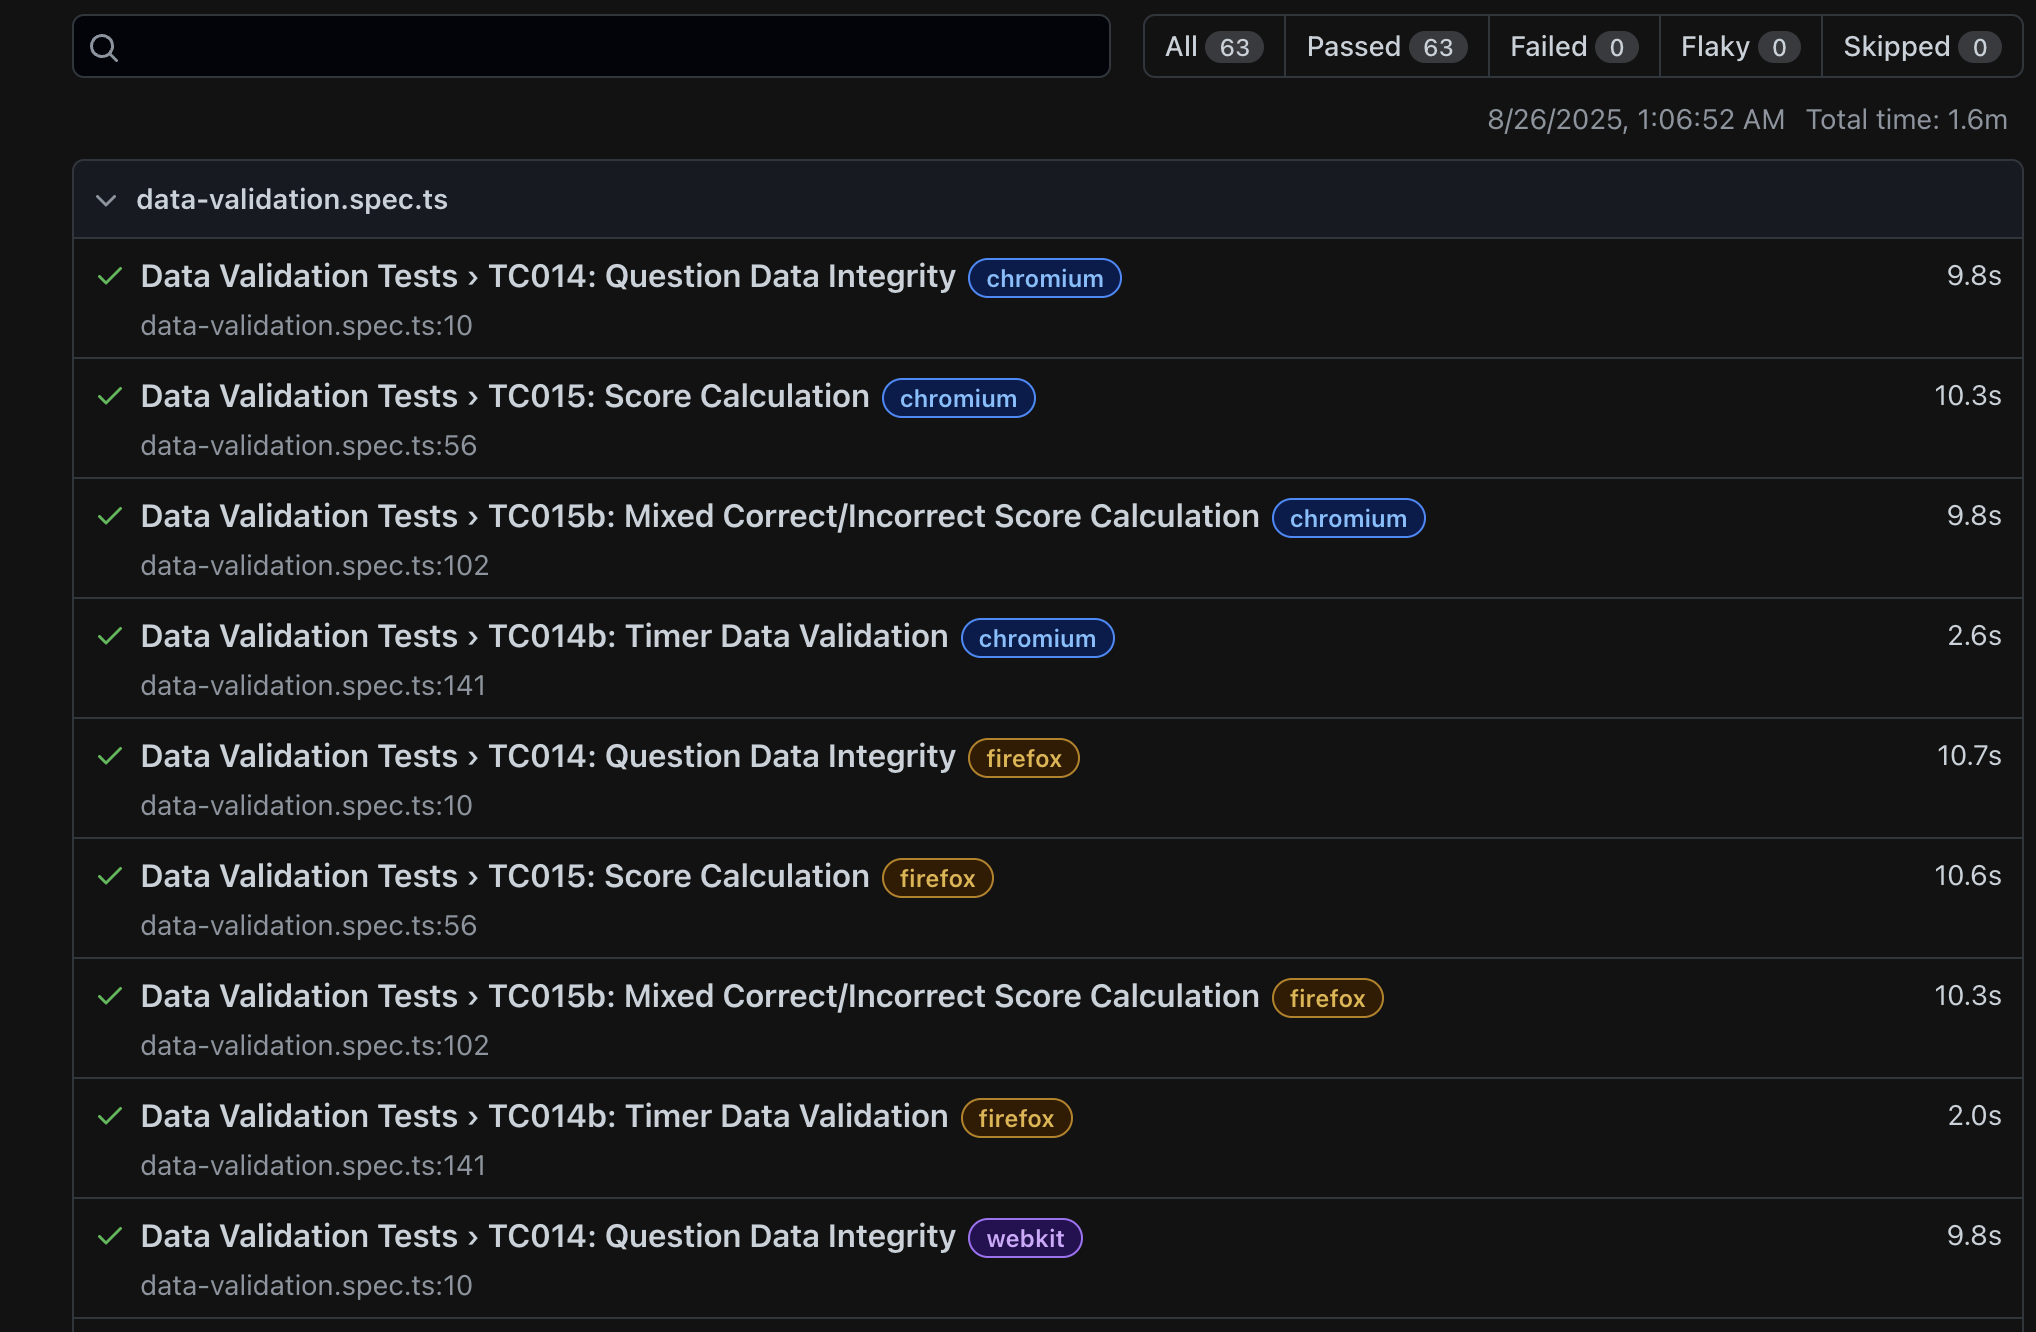 All 63 Passed 63 Failed 0 Flaky 0 Skipped 0
8/26/2025, 1:06:52 AM Total time: 1.6m
data-validation.spec.ts
Data Validation Tests › TC014: Question Data Integrity chromium 9.8s
data-validation.spec.ts:10
Data Validation Tests › TC015: Score Calculation chromium 10.3s
data-validation.spec.ts:56
Data Validation Tests › TC015b: Mixed Correct/Incorrect Score Calculation chromium 9.8s
data-validation.spec.ts:102
Data Validation Tests › TC014b: Timer Data Validation chromium 2.6s
data-validation.spec.ts:141
Data Validation Tests › TC014: Question Data Integrity firefox 10.7s
data-validation.spec.ts:10
Data Validation Tests › TC015: Score Calculation firefox 10.6s
data-validation.spec.ts:56
Data Validation Tests › TC015b: Mixed Correct/Incorrect Score Calculation firefox 10.3s
data-validation.spec.ts:102
Data Validation Tests › TC014b: Timer Data Validation firefox 2.0s
data-validation.spec.ts:141
Data Validation Tests › TC014: Question Data Integrity webkit 9.8s
data-validation.spec.ts:10